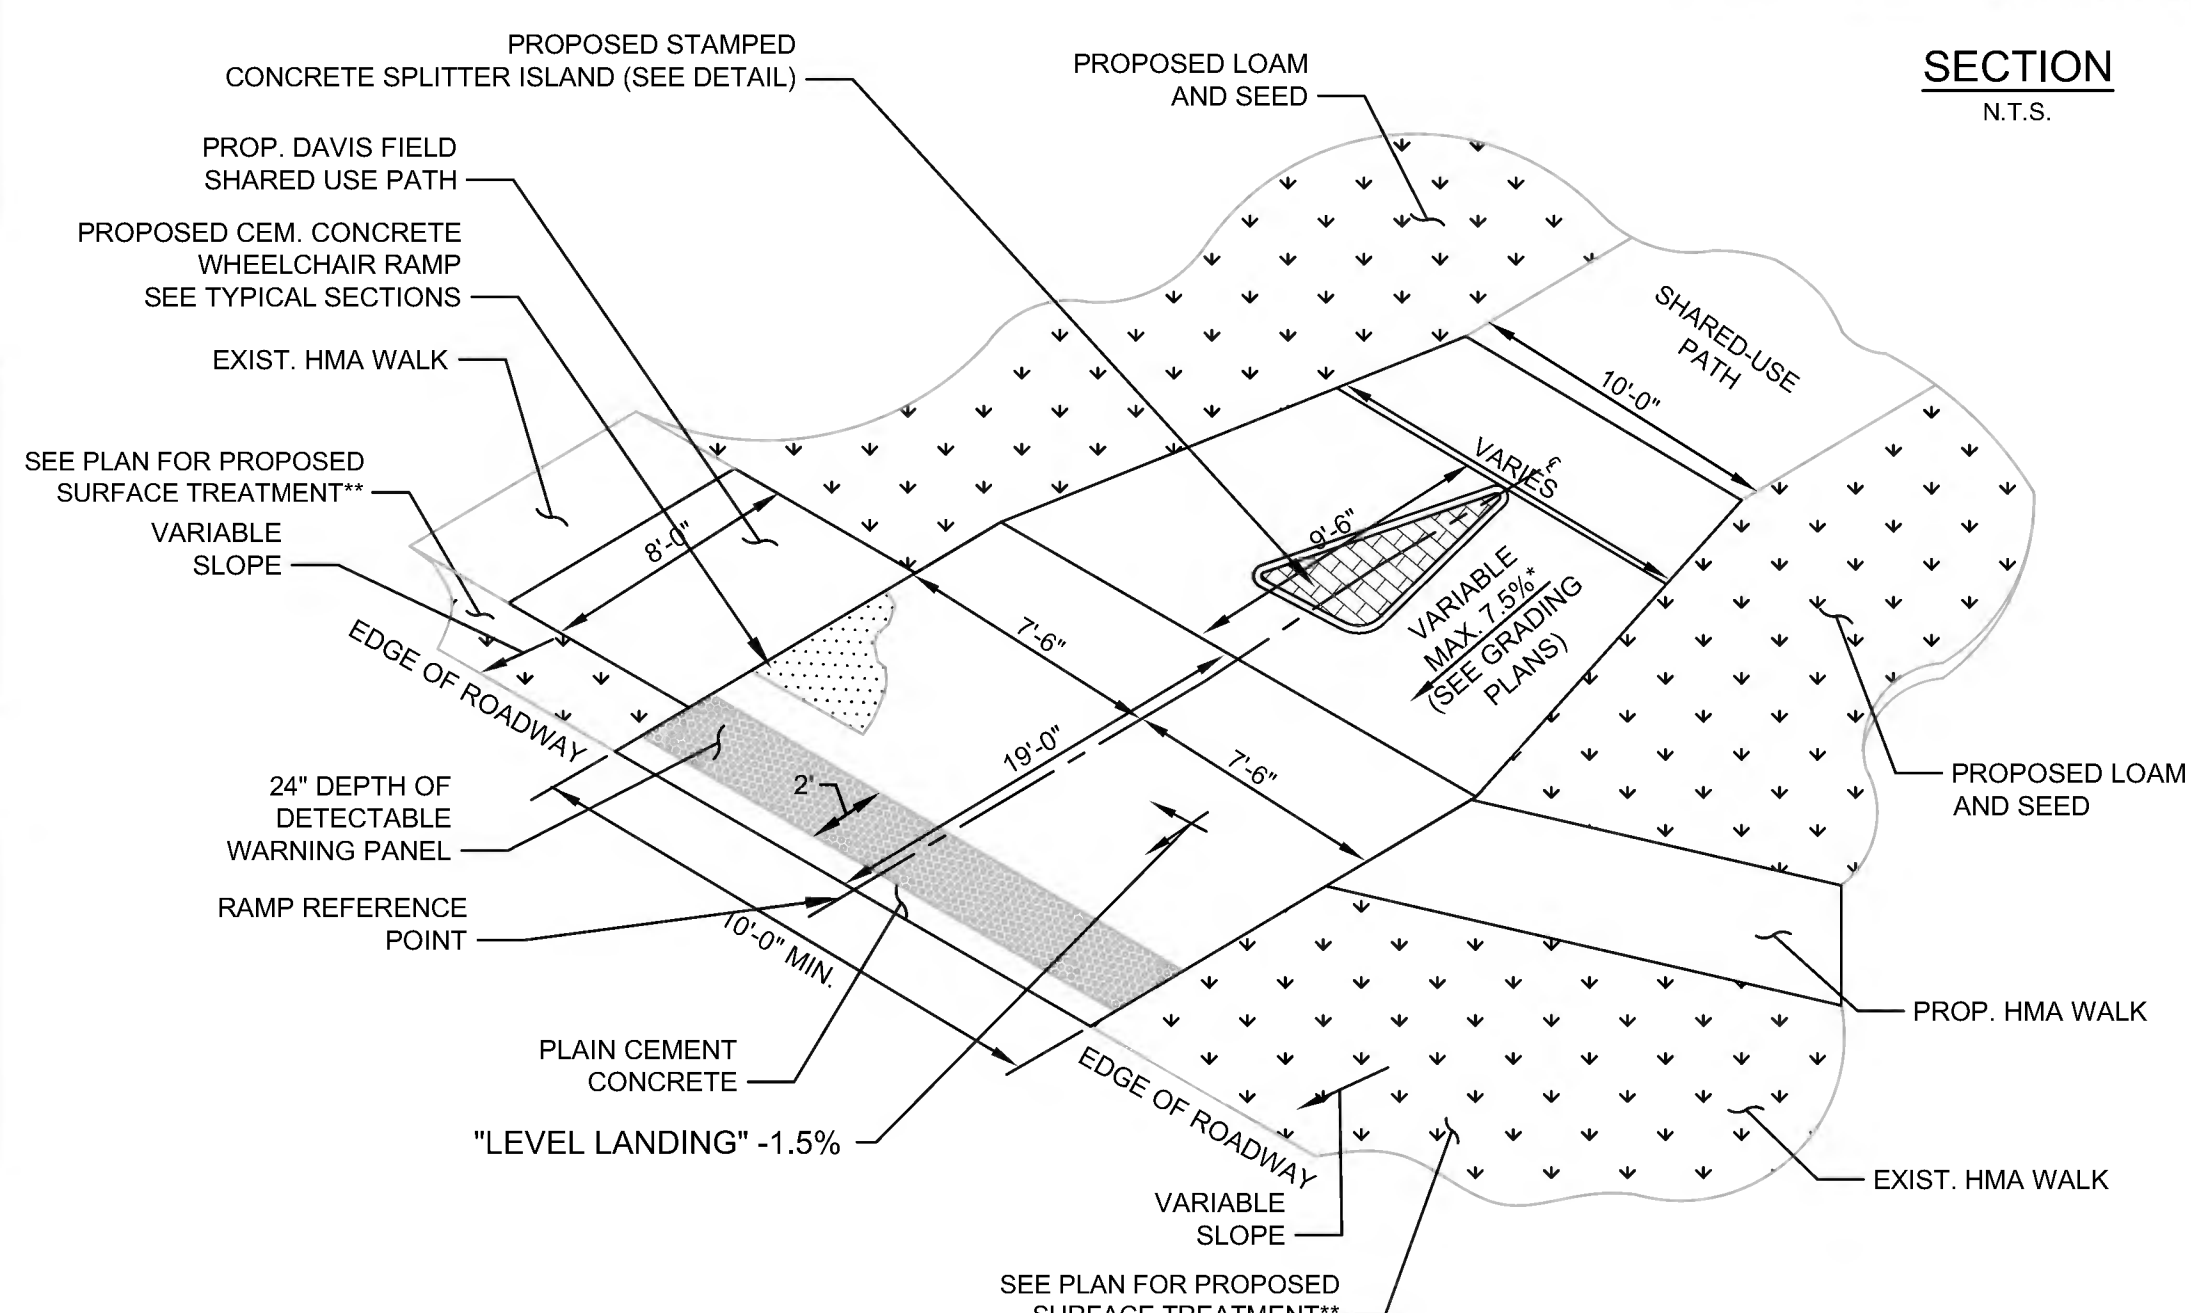 PROPOSED STAMPED
CONCRETE SPLITTER ISLAND (SEE DETAIL)
PROPOSED LOAM
AND SEED
SECTION
N.T.S.
PROP. DAVIS FIELD
SHARED USE PATH
PROPOSED CEM. CONCRETE
WHEELCHAIR RAMP
SEE TYPICAL SECTIONS
EXIST. HMA WALK
SEE PLAN FOR PROPOSED
SURFACE TREATMENT**
VARIABLE
SLOPE
EDGE OF ROADWAY
8'-0"
SHARED-USE
PATH
10'-0"
VARIES
9'-6"
VARIABLE
MAX. 7.5%*
(SEE GRADING
PLANS)
7'-6"
19'-0"
7'-6"
2'
24" DEPTH OF
DETECTABLE
WARNING PANEL
RAMP REFERENCE
POINT
10'-0" MIN.
PLAIN CEMENT
CONCRETE
"LEVEL LANDING" -1.5%
EDGE OF ROADWAY
PROPOSED LOAM
AND SEED
PROP. HMA WALK
EXIST. HMA WALK
VARIABLE
SLOPE
SEE PLAN FOR PROPOSED
SURFACE TREATMENT**